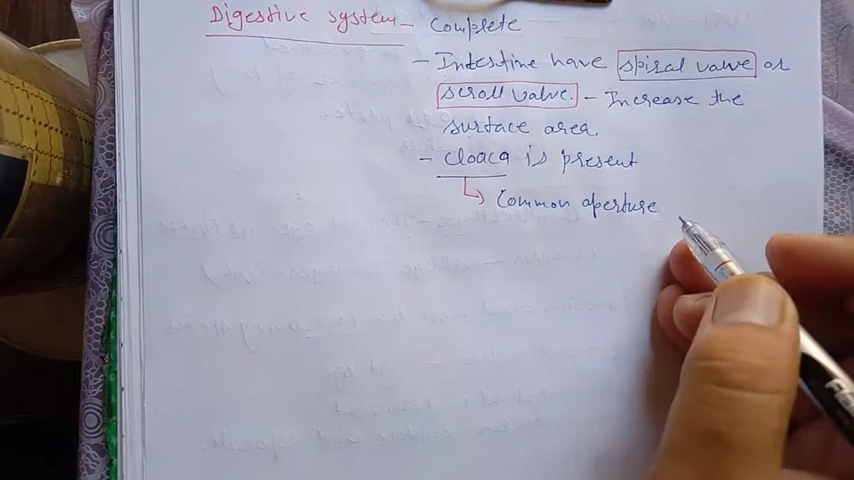 Digestive system - Complete
- Intestine have spiral valve or
scroll valve. - Increase the
surface area.
- Cloaca is present
Common aperture